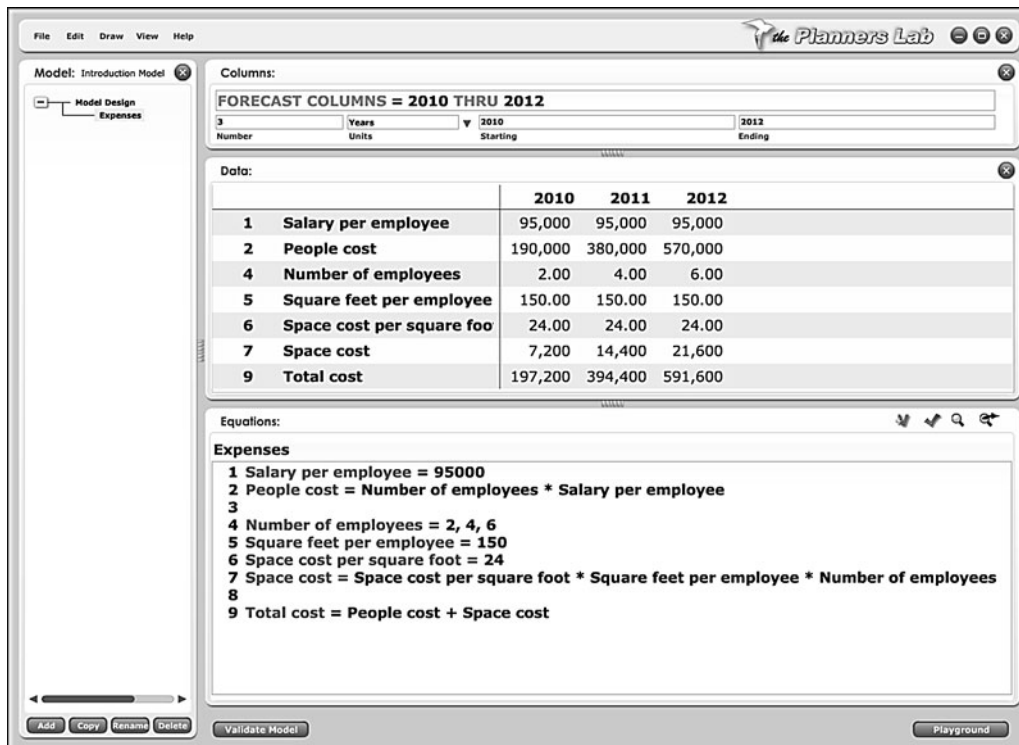 File Edit Draw View Help
the Planners Lab
Model: Introduction Model
Model Design
Expenses
Add Copy Rename Delete
Columns:
FORECAST COLUMNS = 2010 THRU 2012
3 Years 2010 2012
Number Units Starting Ending
Data:
2010 2011 2012
1 Salary per employee 95,000 95,000 95,000
2 People cost 190,000 380,000 570,000
4 Number of employees 2.00 4.00 6.00
5 Square feet per employee 150.00 150.00 150.00
6 Space cost per square foo 24.00 24.00 24.00
7 Space cost 7,200 14,400 21,600
9 Total cost 197,200 394,400 591,600
Equations:
Expenses
1 Salary per employee = 95000
2 People cost = Number of employees * Salary per employee
3
4 Number of employees = 2, 4, 6
5 Square feet per employee = 150
6 Space cost per square foot = 24
7 Space cost = Space cost per square foot * Square feet per employee * Number of employees
8
9 Total cost = People cost + Space cost
Validate Model Playground